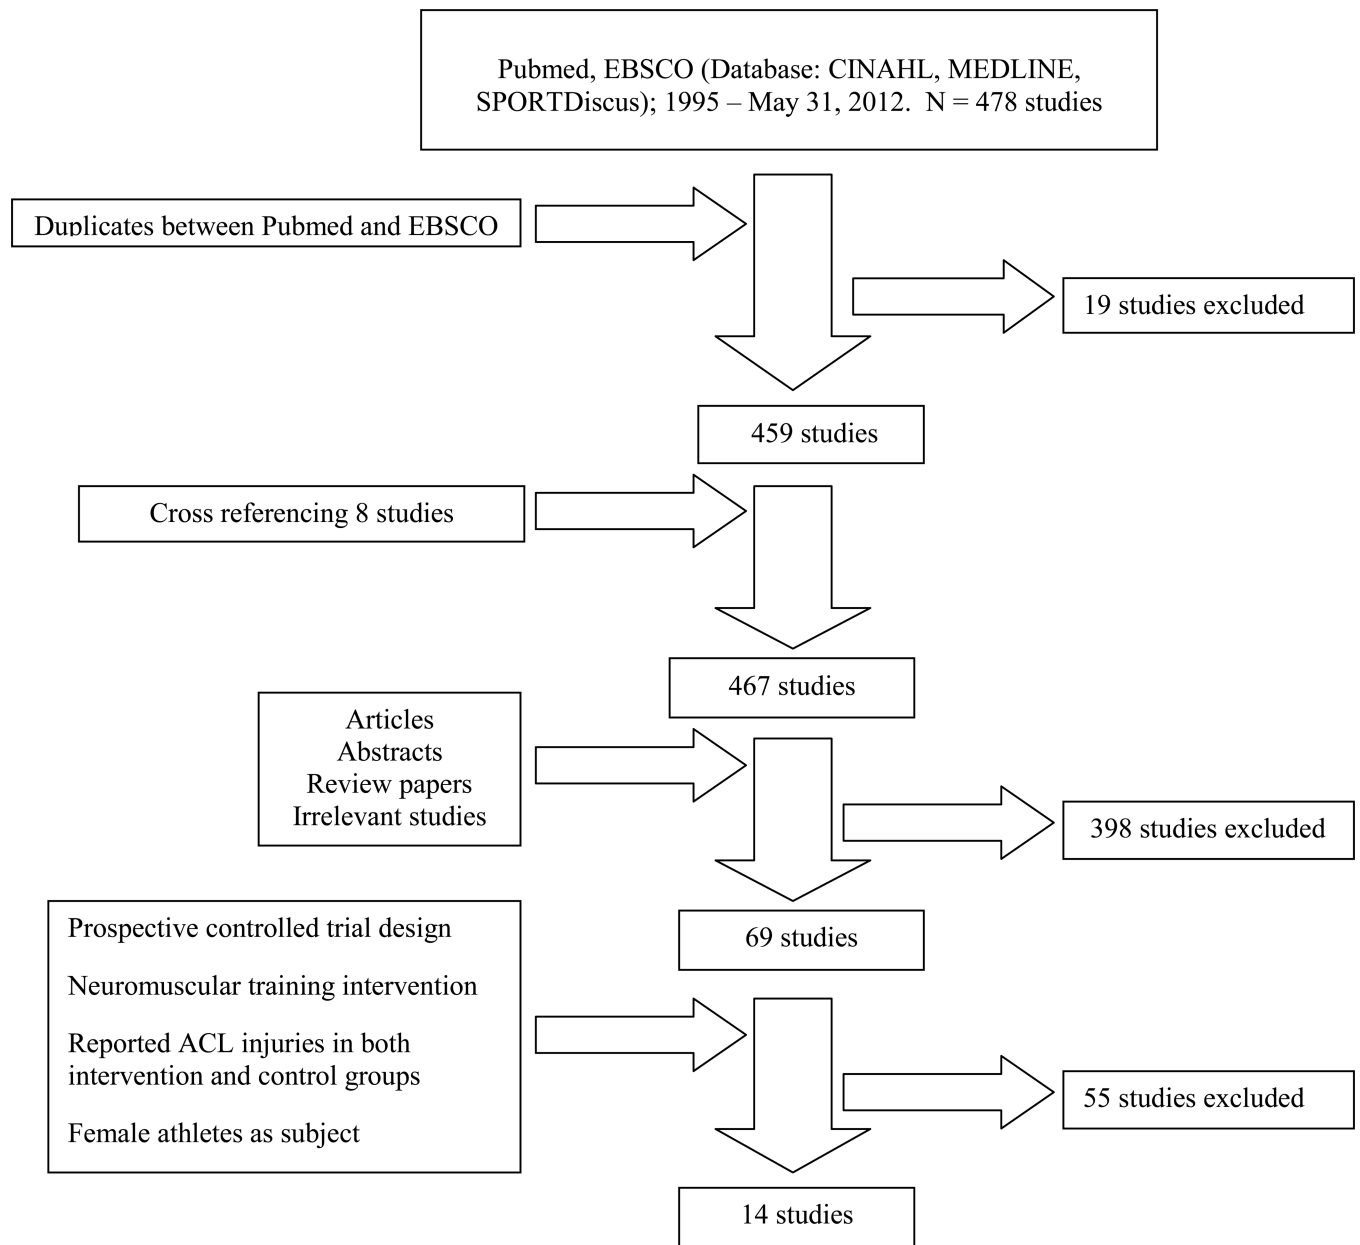 Pubmed, EBSCO (Database: CINAHL, MEDLINE,
SPORTDiscus); 1995 – May 31, 2012.  N = 478 studies
Duplicates between Pubmed and EBSCO
19 studies excluded
459 studies
Cross referencing 8 studies
467 studies
Articles
Abstracts
Review papers
Irrelevant studies
398 studies excluded
69 studies
Prospective controlled trial design
Neuromuscular training intervention
Reported ACL injuries in both
intervention and control groups
Female athletes as subject
55 studies excluded
14 studies